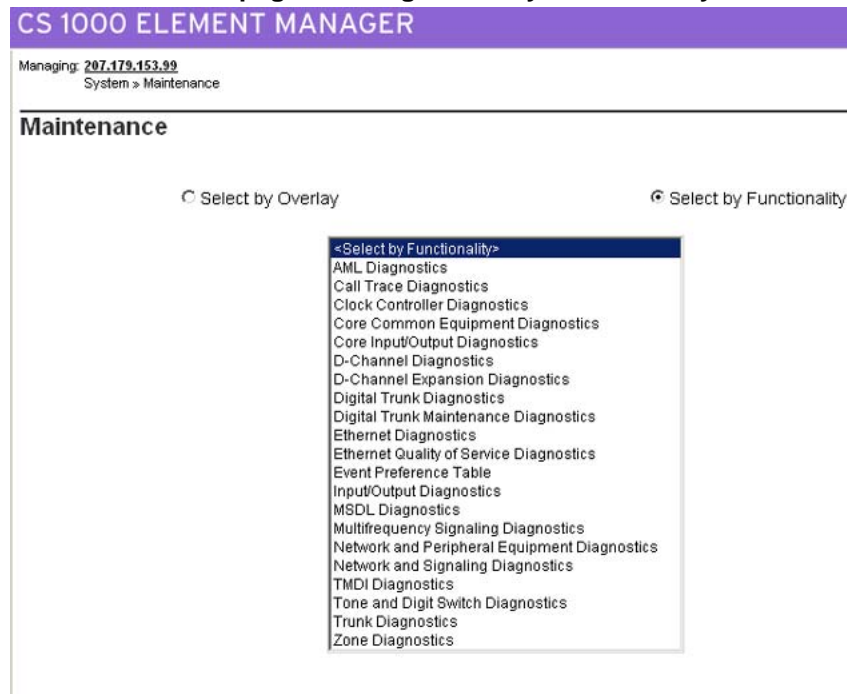 CS 1000 ELEMENT MANAGER
Managing: 207.179.153.99
System » Maintenance
Maintenance
Select by Overlay
Select by Functionality
<Select by Functionality>
AML Diagnostics
Call Trace Diagnostics
Clock Controller Diagnostics
Core Common Equipment Diagnostics
Core Input/Output Diagnostics
D-Channel Diagnostics
D-Channel Expansion Diagnostics
Digital Trunk Diagnostics
Digital Trunk Maintenance Diagnostics
Ethernet Diagnostics
Ethernet Quality of Service Diagnostics
Event Preference Table
Input/Output Diagnostics
MSDL Diagnostics
Multifrequency Signaling Diagnostics
Network and Peripheral Equipment Diagnostics
Network and Signaling Diagnostics
TMDI Diagnostics
Tone and Digit Switch Diagnostics
Trunk Diagnostics
Zone Diagnostics